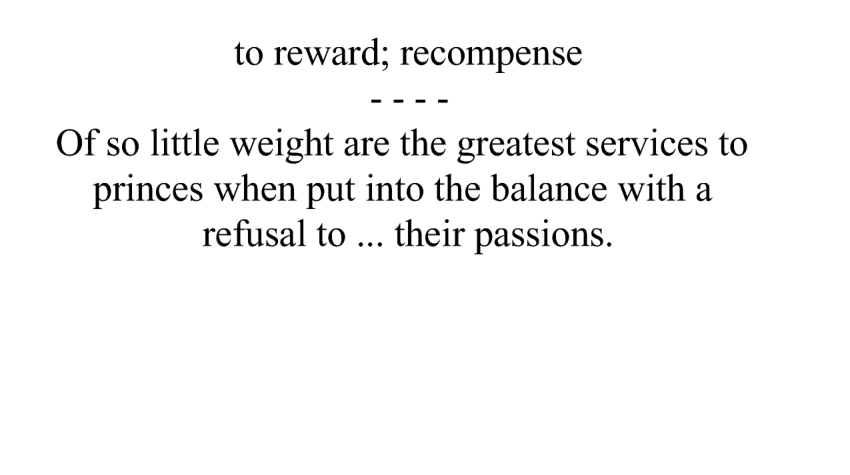 to reward; recompense
- - - -
Of so little weight are the greatest services to
princes when put into the balance with a
refusal to ... their passions.